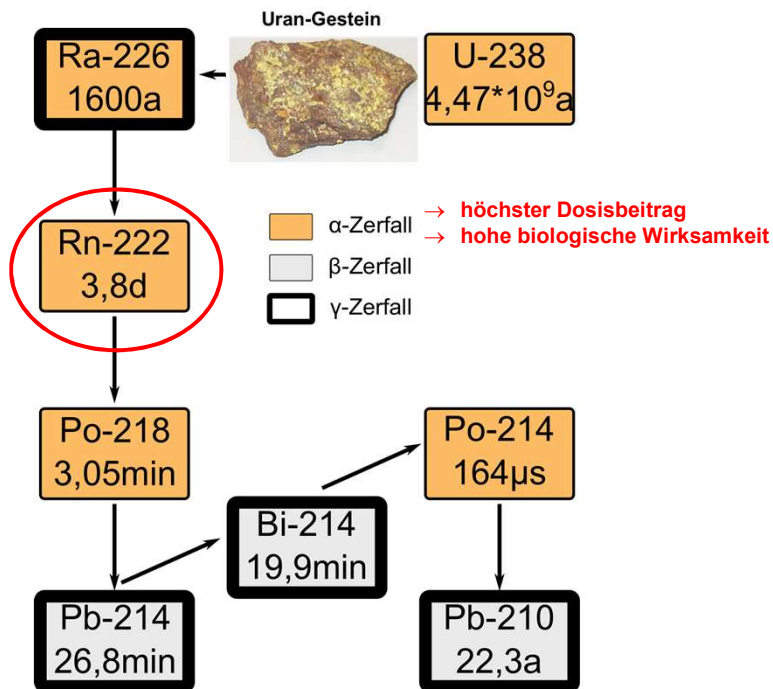 Uran-Gestein
Ra-226
1600a
U-238
4,47*10⁹a
Rn-222
3,8d
α-Zerfall → höchster Dosisbeitrag
→ hohe biologische Wirksamkeit
β-Zerfall
γ-Zerfall
Po-218
3,05min
Po-214
164µs
Bi-214
19,9min
Pb-214
26,8min
Pb-210
22,3a